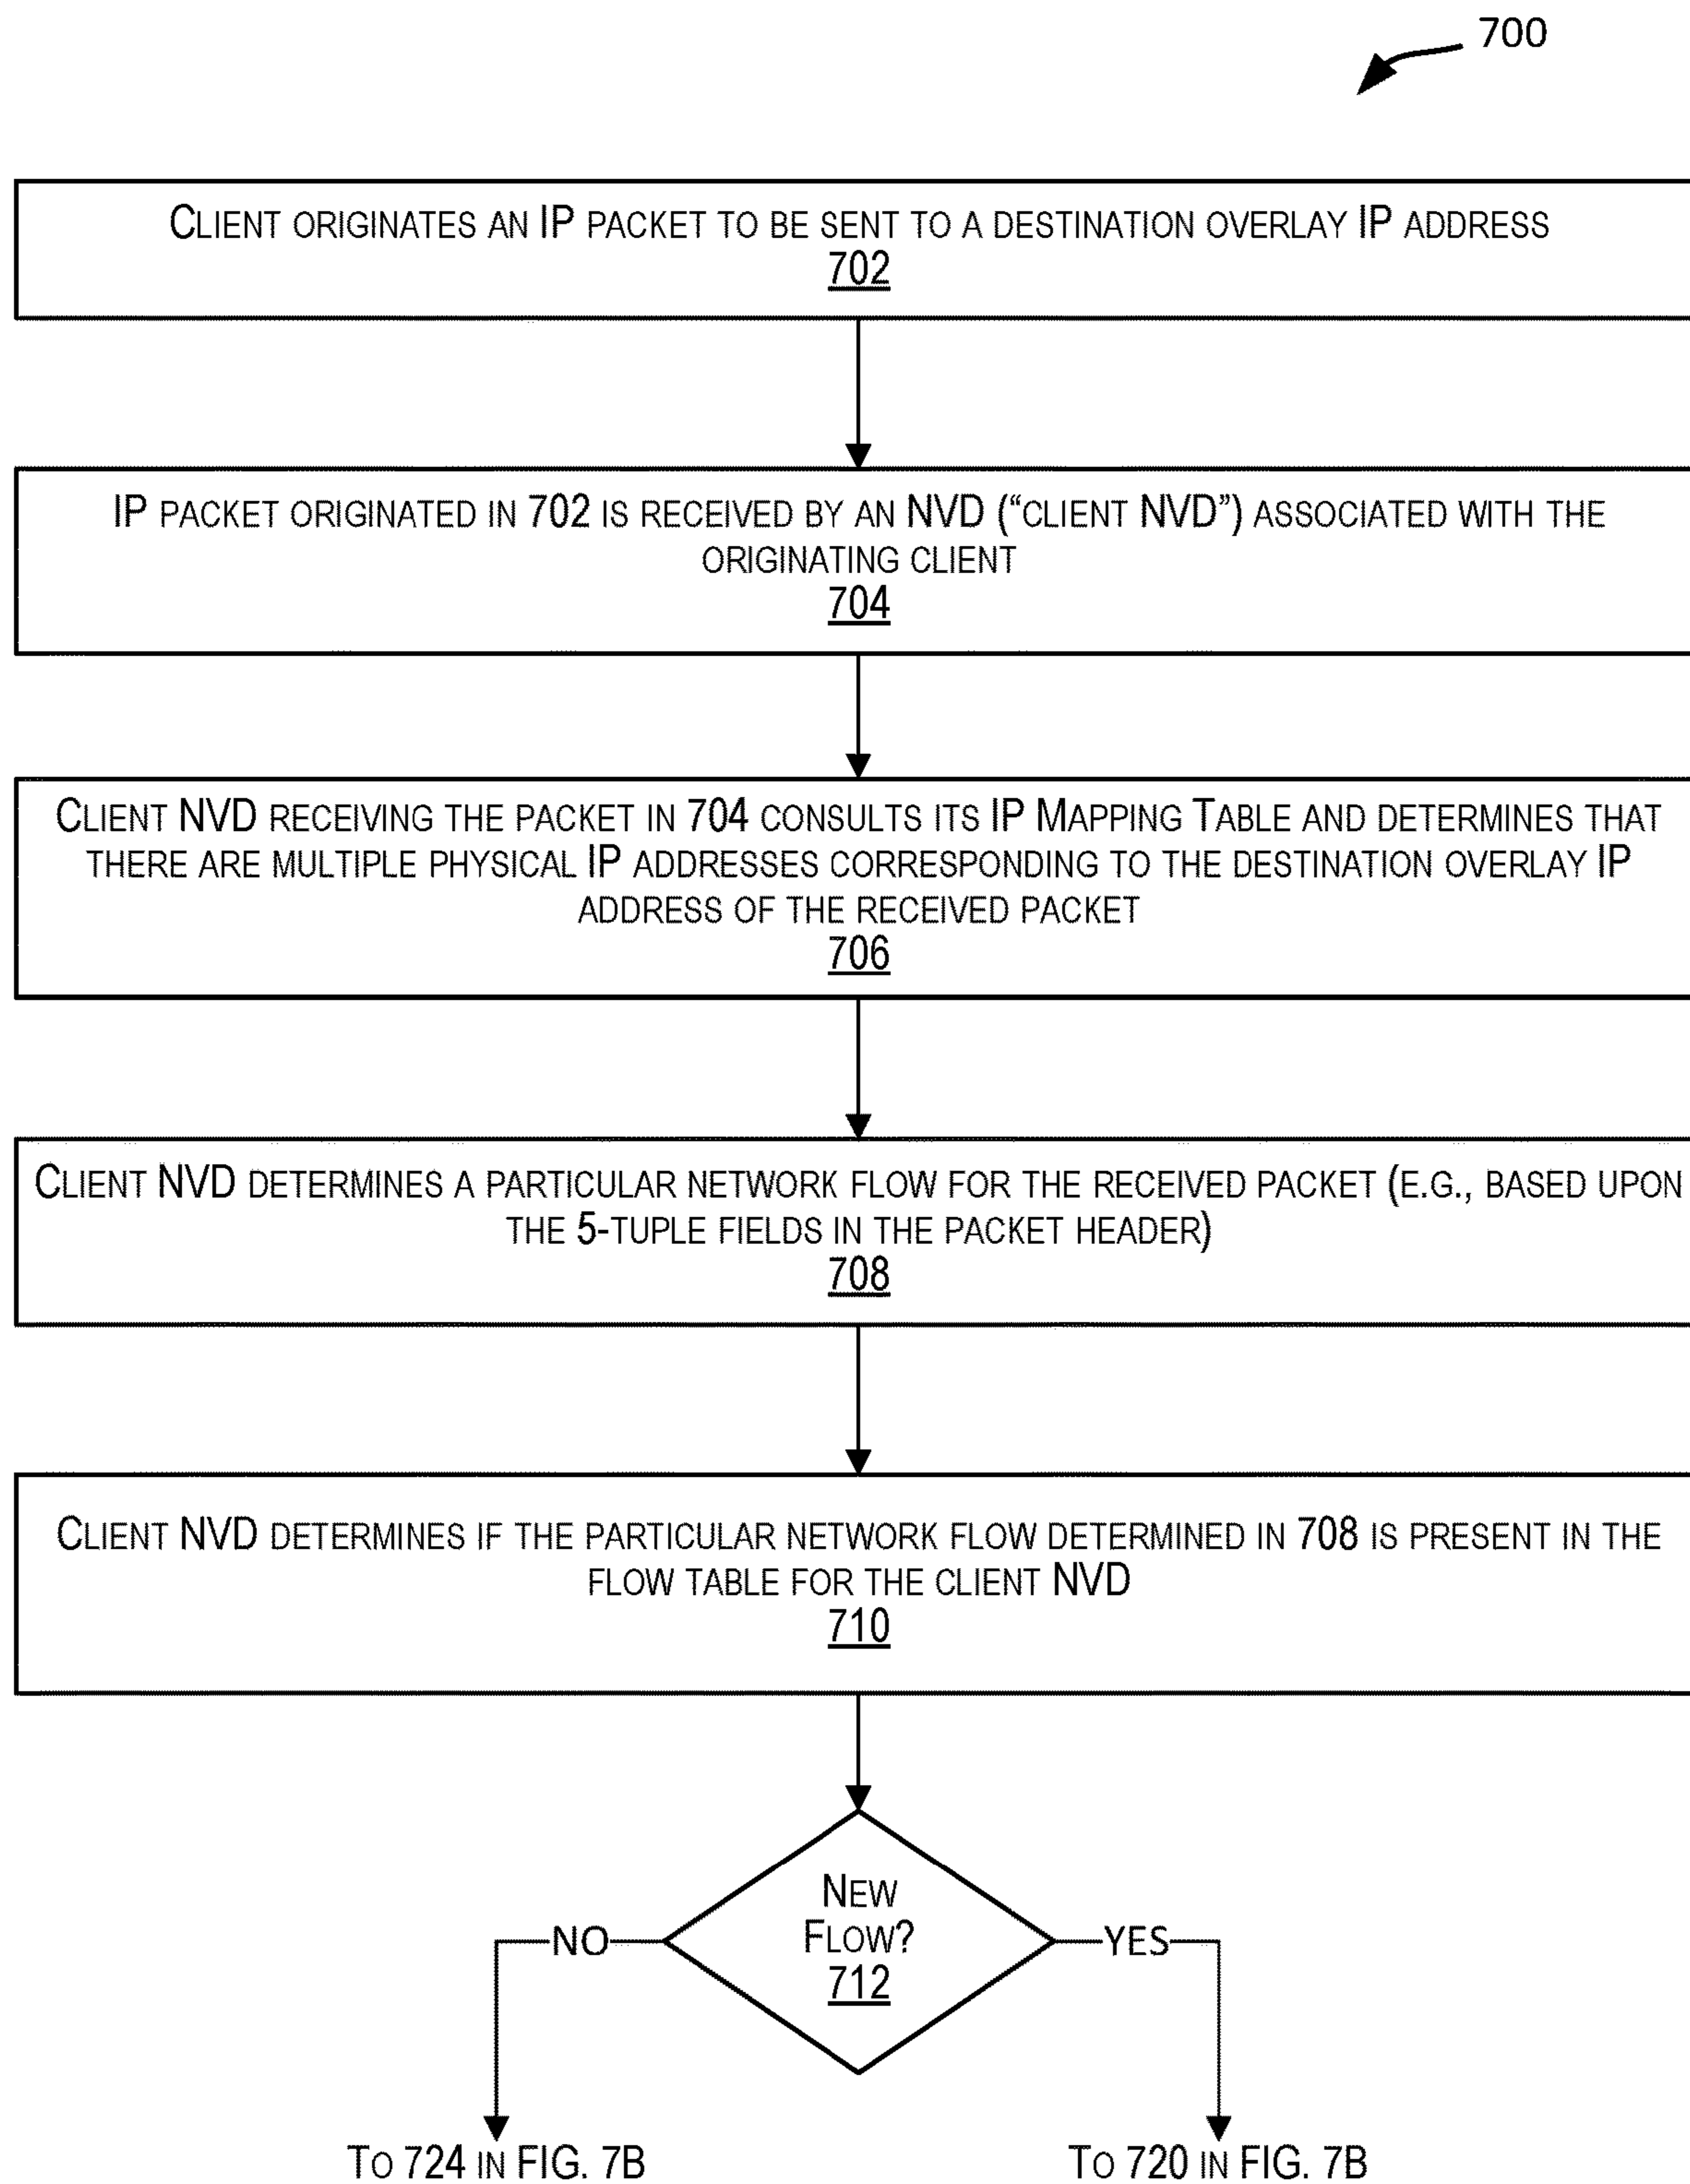 700
CLIENT ORIGINATES AN IP PACKET TO BE SENT TO A DESTINATION OVERLAY IP ADDRESS
702
IP PACKET ORIGINATED IN 702 IS RECEIVED BY AN NVD (“CLIENT NVD”) ASSOCIATED WITH THE
ORIGINATING CLIENT
704
CLIENT NVD RECEIVING THE PACKET IN 704 CONSULTS ITS IP MAPPING TABLE AND DETERMINES THAT
THERE ARE MULTIPLE PHYSICAL IP ADDRESSES CORRESPONDING TO THE DESTINATION OVERLAY IP
ADDRESS OF THE RECEIVED PACKET
706
CLIENT NVD DETERMINES A PARTICULAR NETWORK FLOW FOR THE RECEIVED PACKET (E.G., BASED UPON
THE 5-TUPLE FIELDS IN THE PACKET HEADER)
708
CLIENT NVD DETERMINES IF THE PARTICULAR NETWORK FLOW DETERMINED IN 708 IS PRESENT IN THE
FLOW TABLE FOR THE CLIENT NVD
710
NEW
FLOW?
712
NO
YES
TO 724 IN FIG. 7B
TO 720 IN FIG. 7B